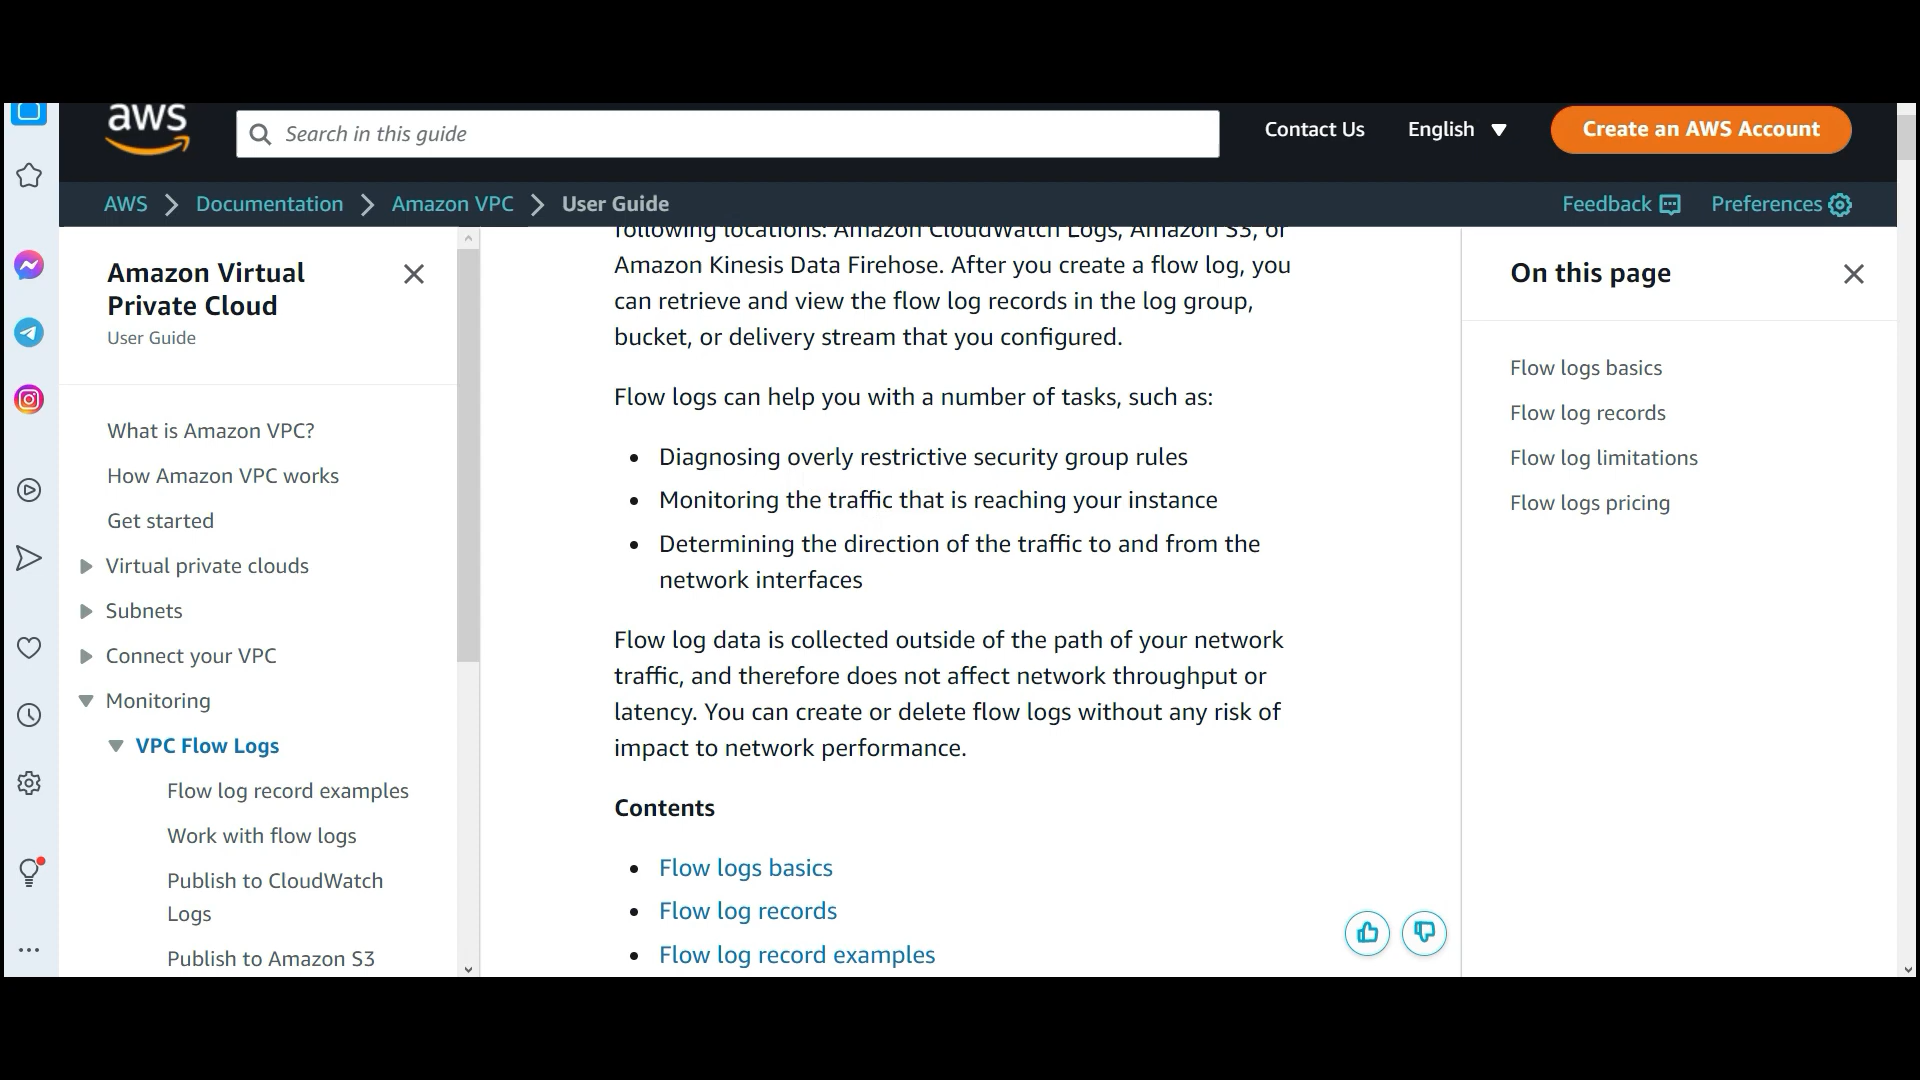 aws
Search in this guide
Contact Us
English
Create an AWS Account
AWS
Documentation
Amazon VPC
User Guide
Feedback
Preferences
Amazon Virtual
Private Cloud
User Guide
What is Amazon VPC?
How Amazon VPC works
Get started
Virtual private clouds
Subnets
Connect your VPC
Monitoring
VPC Flow Logs
Flow log record examples
Work with flow logs
Publish to CloudWatch
Logs
Publish to Amazon S3
following locations: Amazon CloudWatch Logs, Amazon S3, or
Amazon Kinesis Data Firehose. After you create a flow log, you
can retrieve and view the flow log records in the log group,
bucket, or delivery stream that you configured.
Flow logs can help you with a number of tasks, such as:
• Diagnosing overly restrictive security group rules
• Monitoring the traffic that is reaching your instance
• Determining the direction of the traffic to and from the
network interfaces
Flow log data is collected outside of the path of your network
traffic, and therefore does not affect network throughput or
latency. You can create or delete flow logs without any risk of
impact to network performance.
Contents
• Flow logs basics
• Flow log records
• Flow log record examples
On this page
Flow logs basics
Flow log records
Flow log limitations
Flow logs pricing